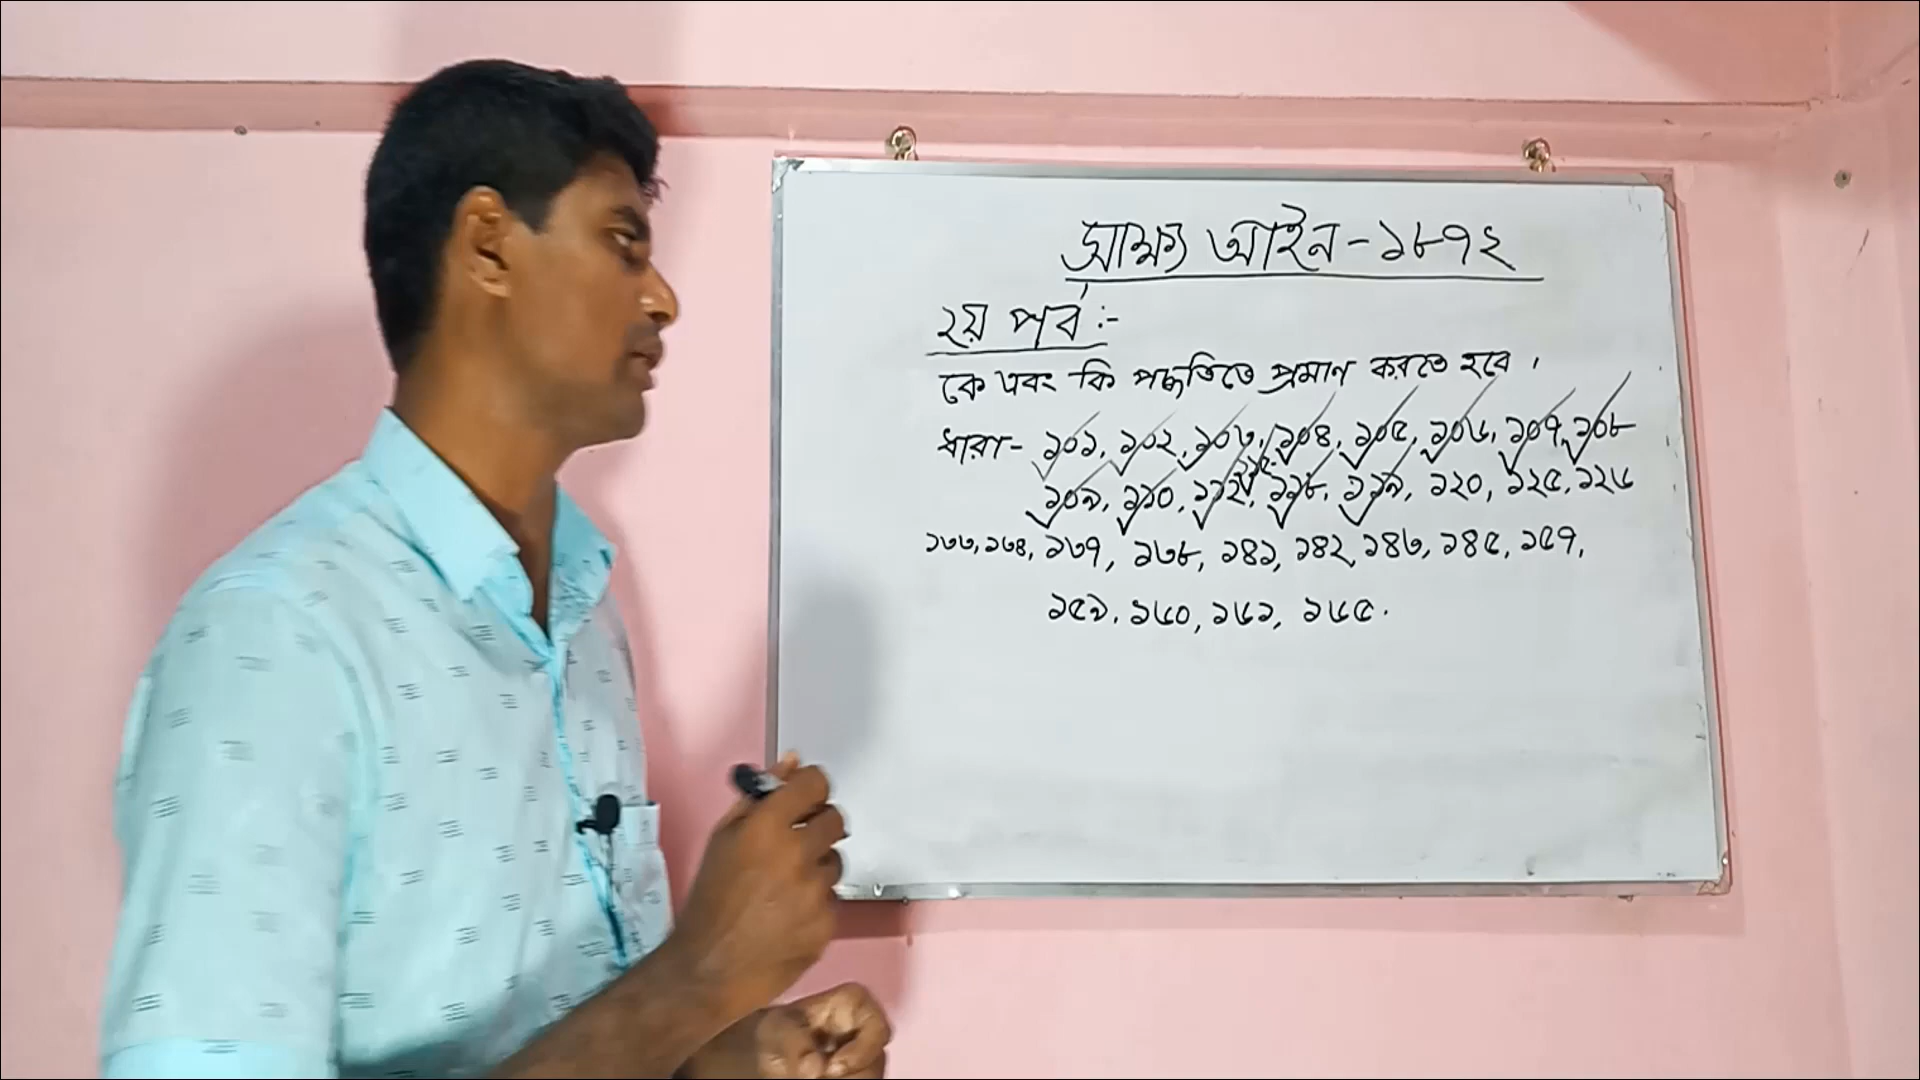 সাক্ষ্য আইন-১৮৭২
২য় পর্ব :-
কে এবং কি পদ্ধতিতে প্রমাণ করতে হবে ।
ধারা- ১০১, ১০২, ১০৩, ১০৪, ১০৫, ১০৬, ১০৭, ১০৮
১০৯, ১১০, ১১২, ১১৫, ১১৮, ১১৯, ১২০, ১২৫, ১২৬
১৩৩, ১৩৪, ১৩৭, ১৩৮, ১৪১, ১৪২, ১৪৩, ১৪৫, ১৫৭,
১৫৯, ১৬০, ১৬১, ১৬৫.